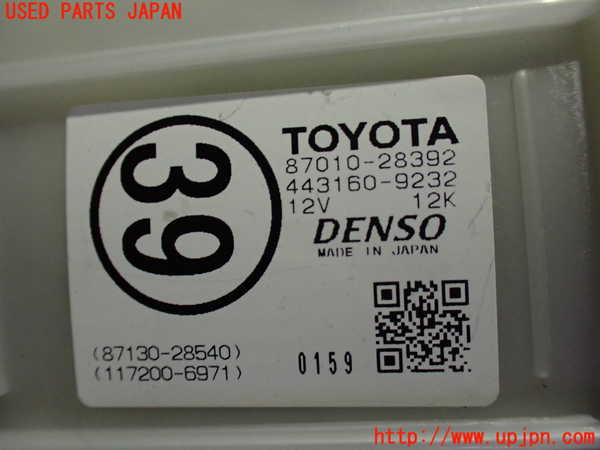 USED PARTS JAPAN
39
TOYOTA
87010-28392
443160-9232
12V 12K
DENSO
MADE IN JAPAN
(87130-28540)
(117200-6971)
0159
http://www.upjpn.com/